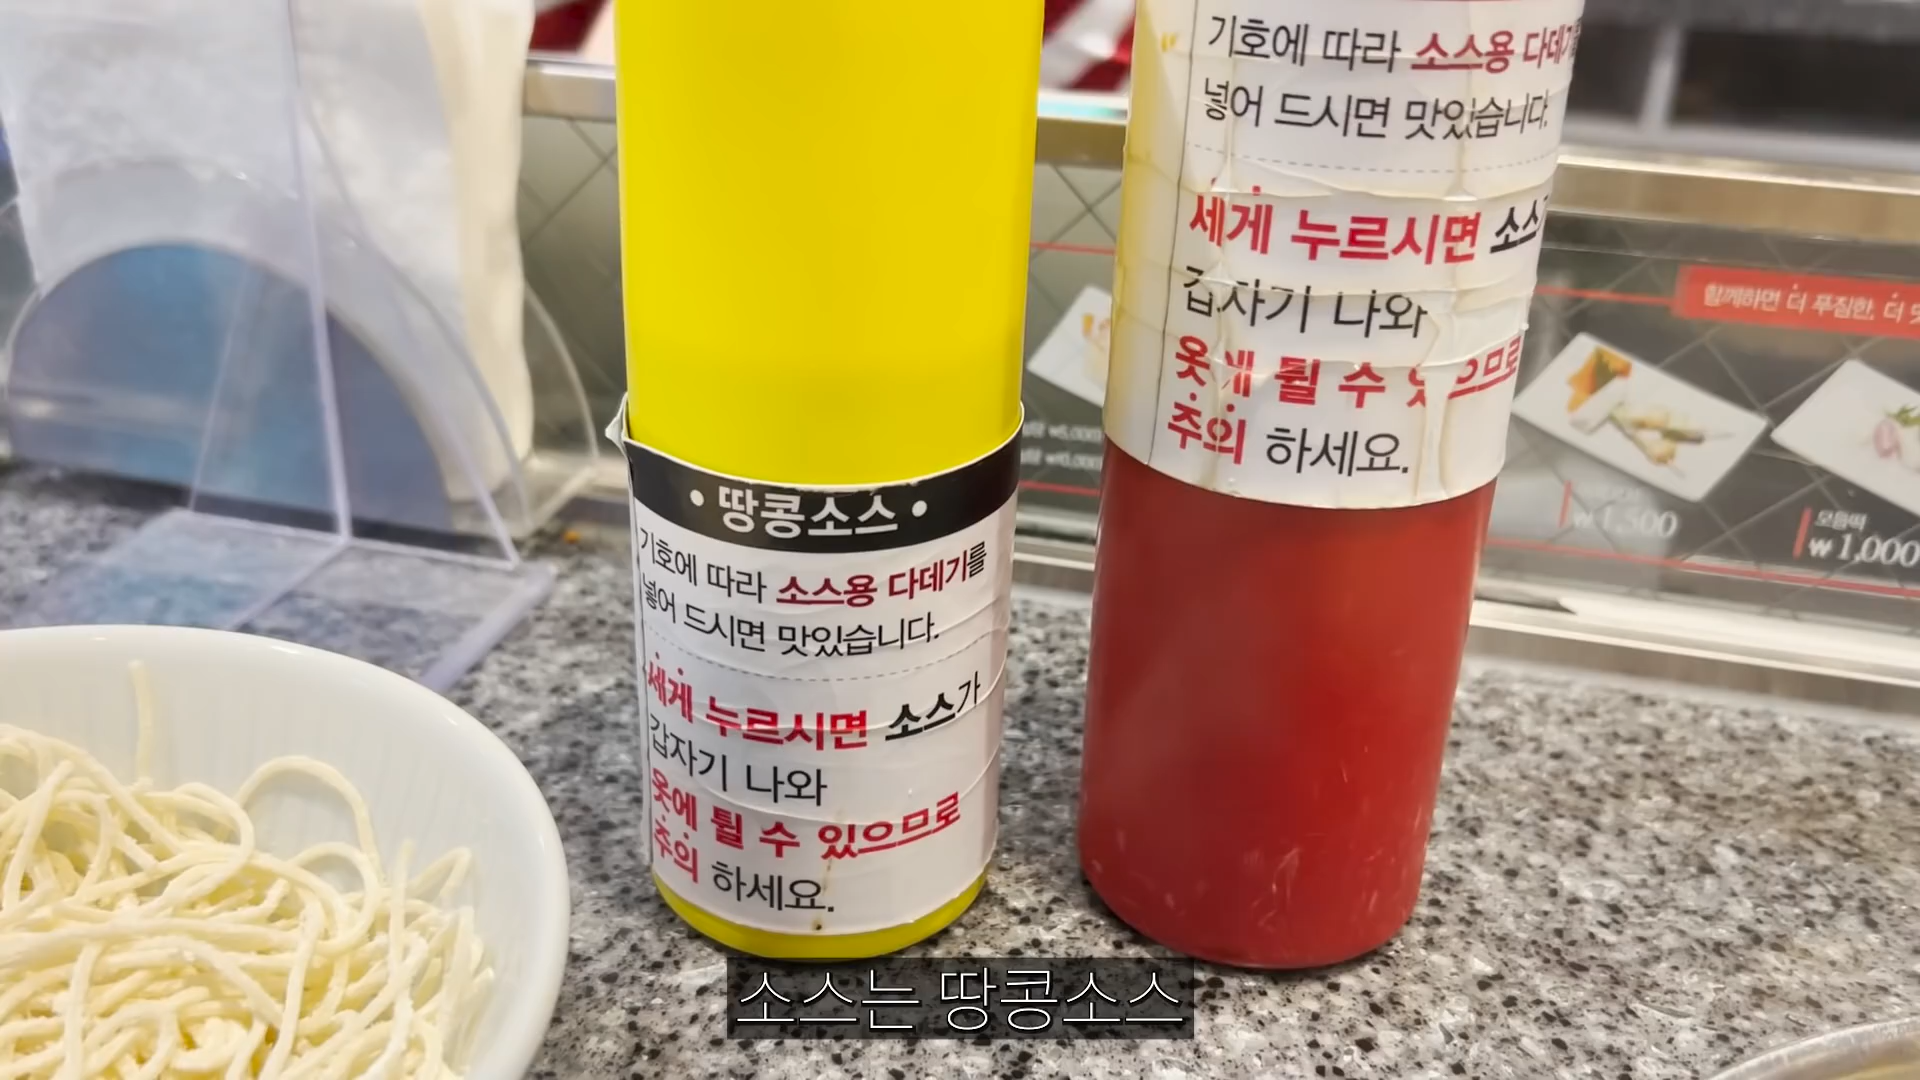 • 땅콩소스 •
기호에 따라 소스용 다데기를
넣어 드시면 맛있습니다.
세게 누르시면 소스가
갑자기 나와
옷에 튈 수 있으므로
주의 하세요.
기호에 따라 소스용 다데기를
넣어 드시면 맛있습니다.
세게 누르시면 소스
갑자기 나와
옷에 튈 수 있으므로
주의 하세요.
함께하면 더 푸짐한, 더
₩1,500
모듬떡
₩1,000
소스는 땅콩소스